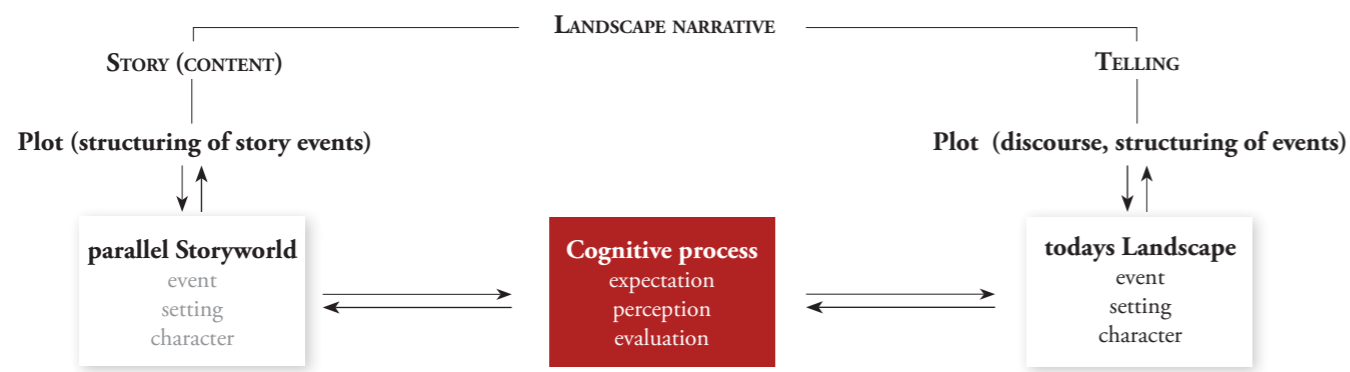 Landscape narrative
Story (content)
Telling
Plot (structuring of story events)
Plot (discourse, structuring of events)
parallel Storyworld
event
setting
character
Cognitive process
expectation
perception
evaluation
todays Landscape
event
setting
character